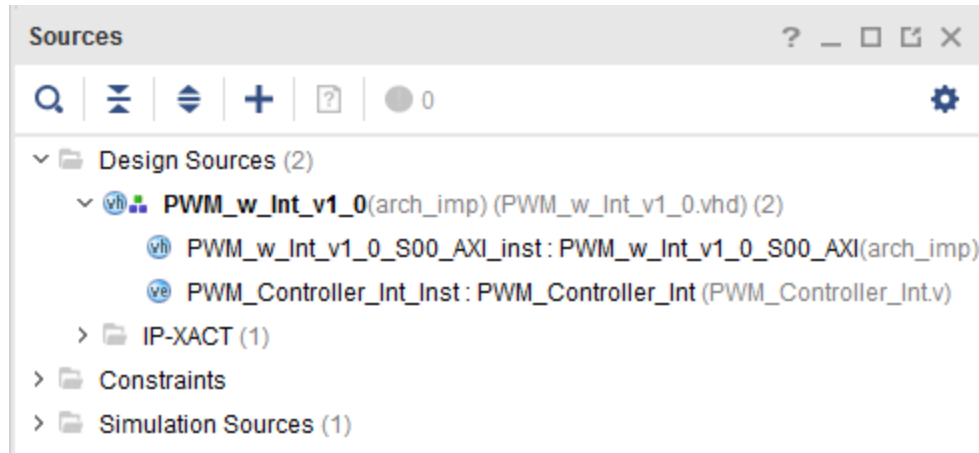 Sources
0
Design Sources (2)
PWM_w_Int_v1_0(arch_imp) (PWM_w_Int_v1_0.vhd) (2)
PWM_w_Int_v1_0_S00_AXI_inst : PWM_w_Int_v1_0_S00_AXI(arch_imp)
PWM_Controller_Int_Inst : PWM_Controller_Int (PWM_Controller_Int.v)
IP-XACT (1)
Constraints
Simulation Sources (1)